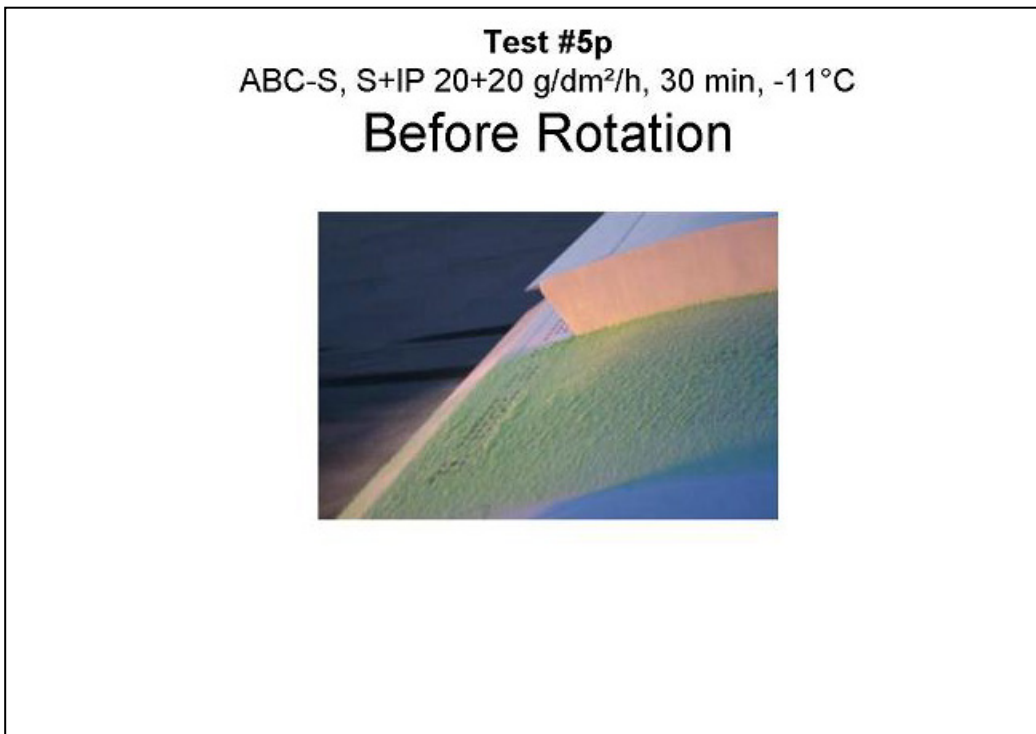 Test #5p
ABC-S, S+IP 20+20 g/dm²/h, 30 min, -11°C
Before Rotation